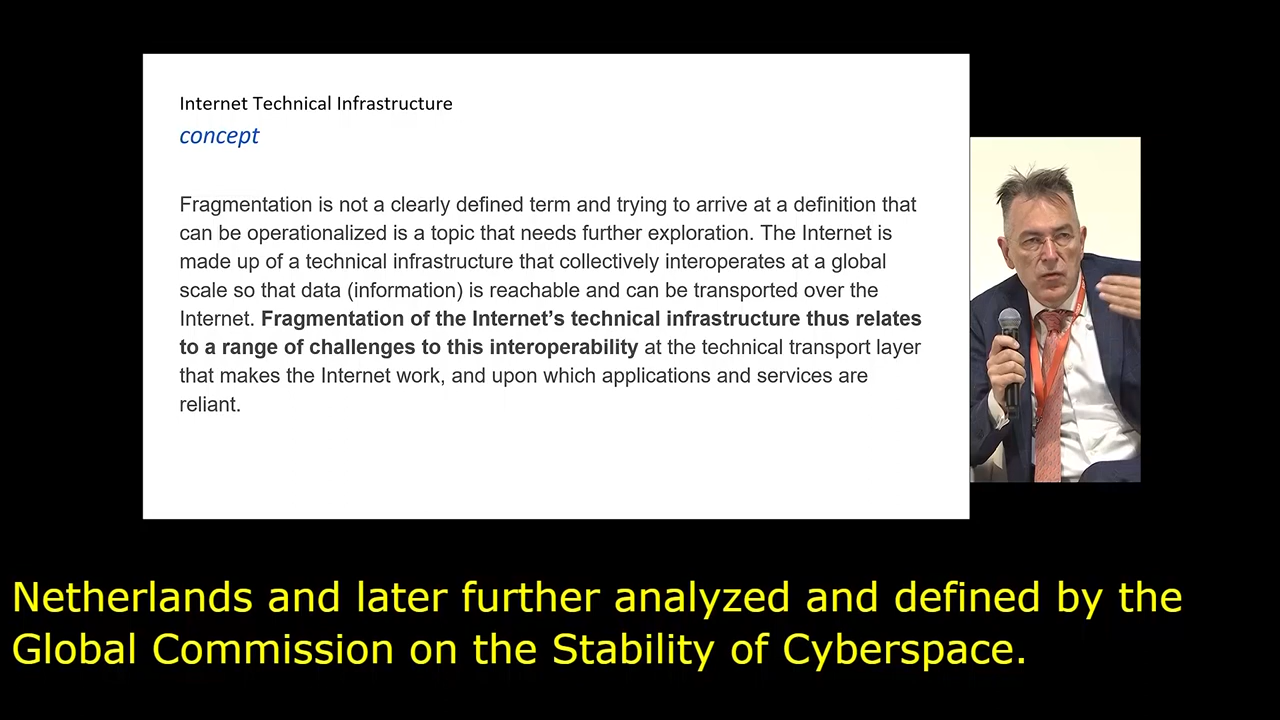 Internet Technical Infrastructure
concept
Fragmentation is not a clearly defined term and trying to arrive at a definition that
can be operationalized is a topic that needs further exploration. The Internet is
made up of a technical infrastructure that collectively interoperates at a global
scale so that data (information) is reachable and can be transported over the
Internet. Fragmentation of the Internet’s technical infrastructure thus relates
to a range of challenges to this interoperability at the technical transport layer
that makes the Internet work, and upon which applications and services are
reliant.
Netherlands and later further analyzed and defined by the
Global Commission on the Stability of Cyberspace.